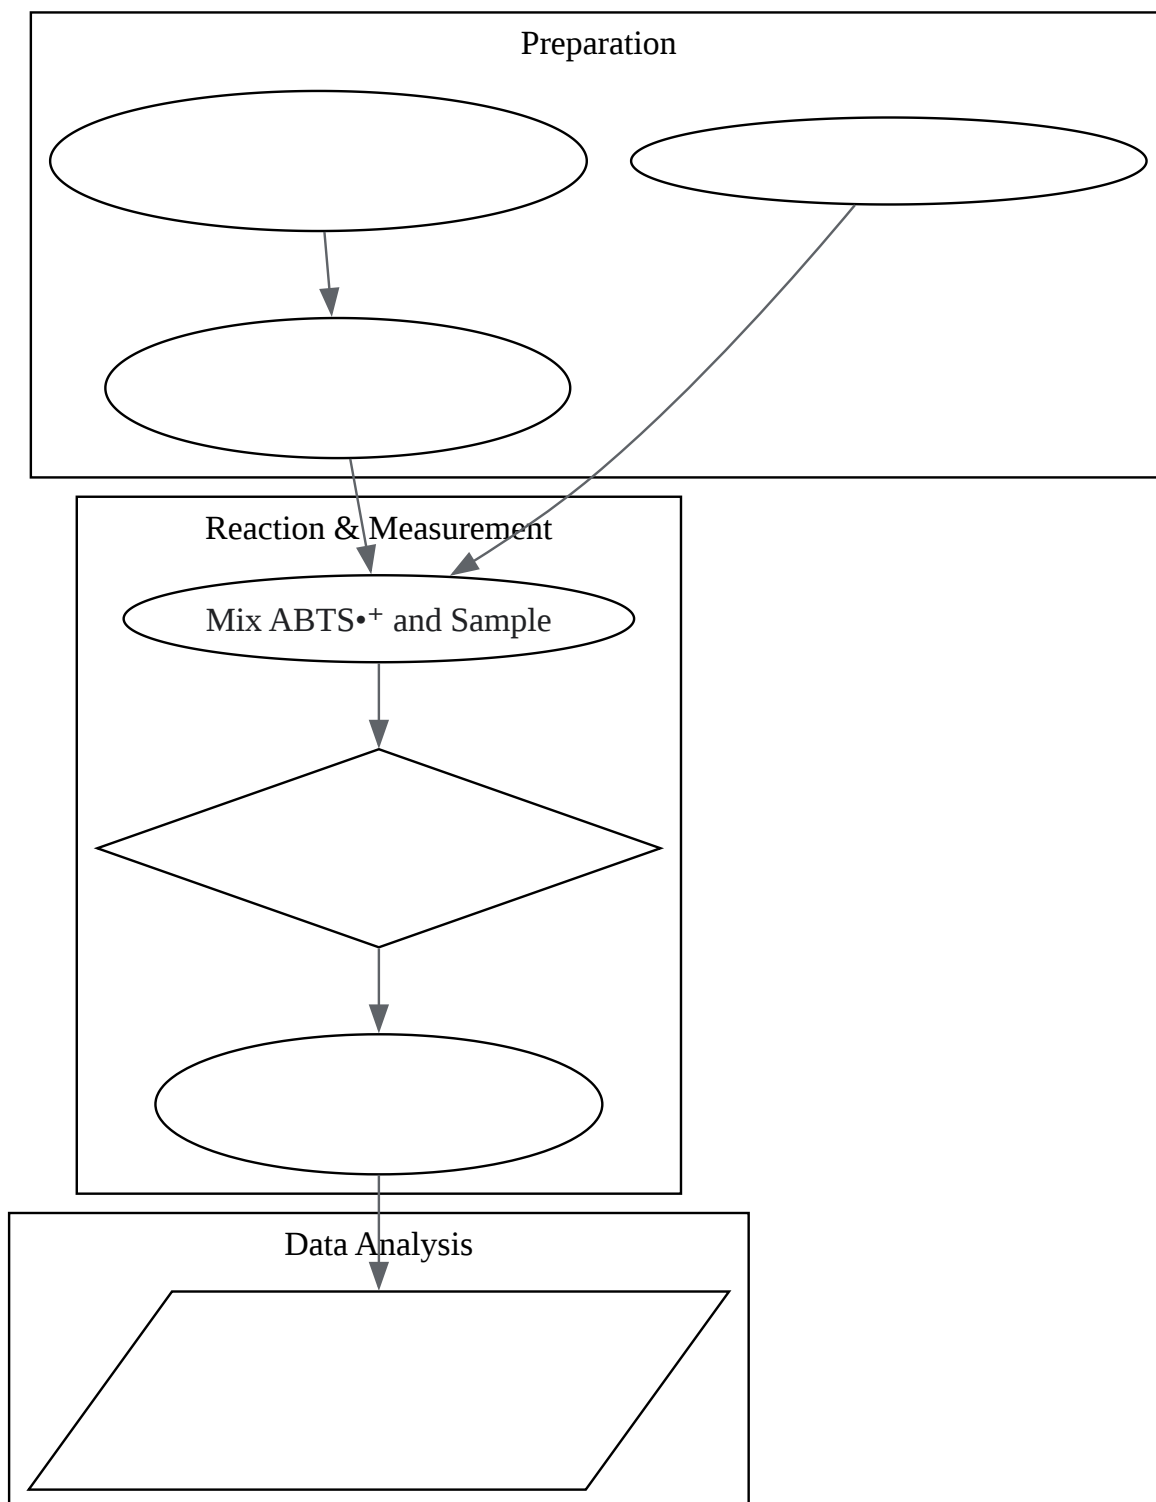 Preparation
Reaction & Measurement
Mix ABTS•⁺ and Sample
Data Analysis